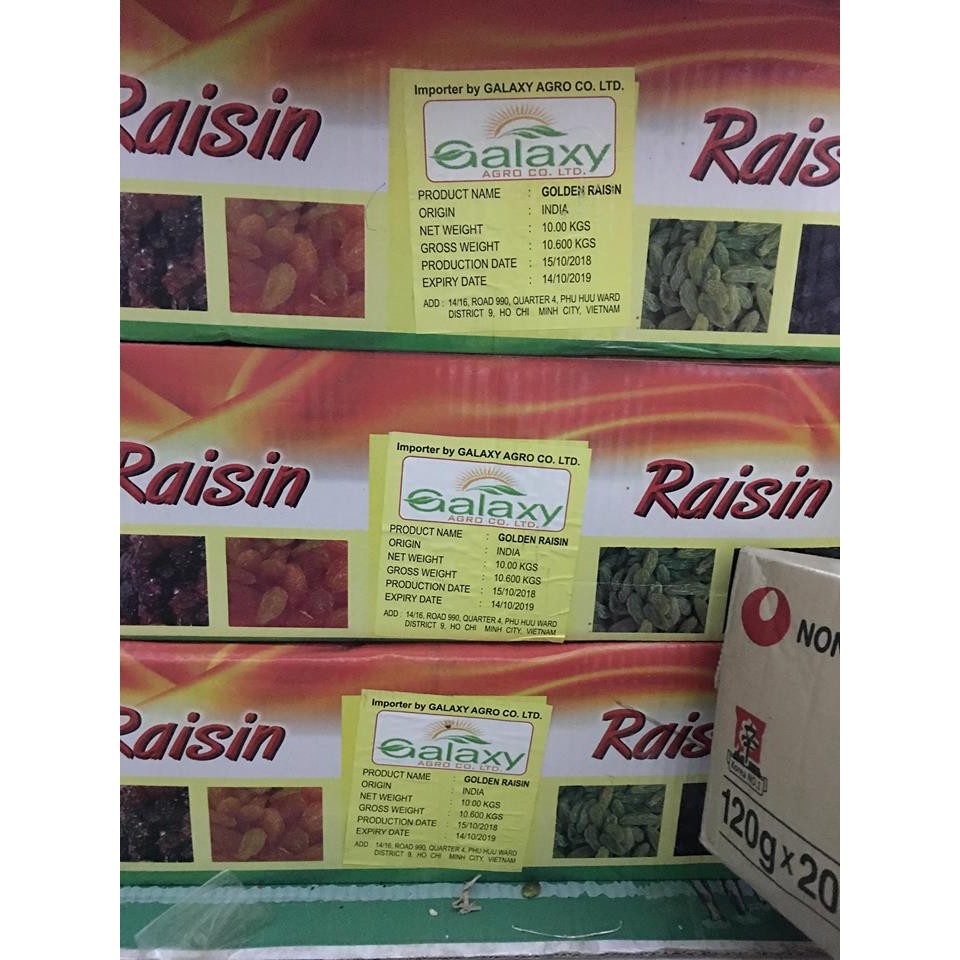 Raisin
Importer by GALAXY AGRO CO. LTD.
Galaxy
AGRO CO. LTD.
PRODUCT NAME : GOLDEN RAISIN
ORIGIN : INDIA
NET WEIGHT : 10.00 KGS
GROSS WEIGHT : 10.600 KGS
PRODUCTION DATE : 15/10/2018
EXPIRY DATE : 14/10/2019
ADD : 14/16, ROAD 990, QUARTER 4, PHU HUU WARD
DISTRICT 9, HO CHI MINH CITY, VIETNAM
Rais
Raisin
Importer by GALAXY AGRO CO. LTD.
Galaxy
AGRO CO. LTD.
PRODUCT NAME : GOLDEN RAISIN
ORIGIN : INDIA
NET WEIGHT : 10.00 KGS
GROSS WEIGHT : 10.600 KGS
PRODUCTION DATE : 15/10/2018
EXPIRY DATE : 14/10/2019
ADD : 14/16, ROAD 990, QUARTER 4, PHU HUU WARD
DISTRICT 9, HO CHI MINH CITY, VIETNAM
Raisin
Raisin
Importer by GALAXY AGRO CO. LTD.
Galaxy
AGRO CO. LTD.
PRODUCT NAME : GOLDEN RAISIN
ORIGIN : INDIA
NET WEIGHT : 10.00 KGS
GROSS WEIGHT : 10.600 KGS
PRODUCTION DATE : 15/10/2018
EXPIRY DATE : 14/10/2019
ADD : 14/16, ROAD 990, QUARTER 4, PHU HUU WARD
DISTRICT 9, HO CHI MINH CITY, VIETNAM
Rais
NON
辛
Korea NO.1
120g×20